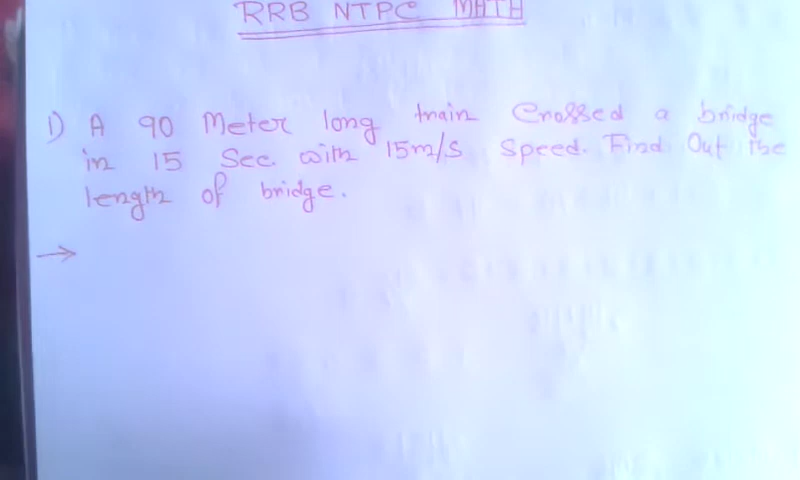 RRB NTPC MATH
1) A 90 Meter long train Crossed a bridge
in 15 Sec. with 15m/s Speed. Find Out the
length of bridge.
→